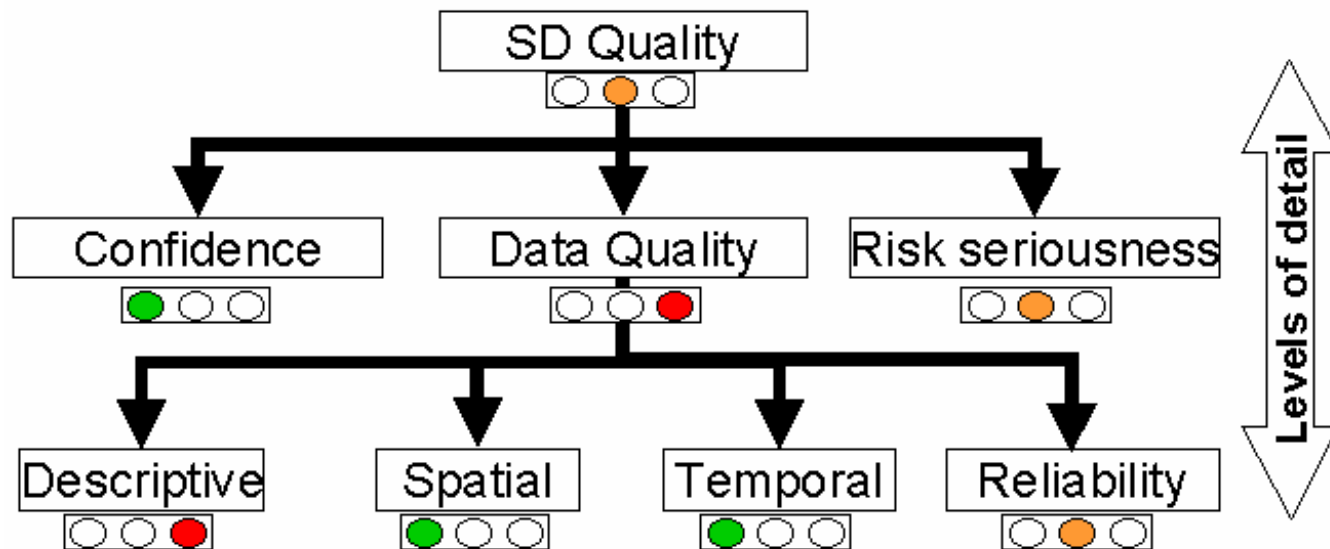 SD Quality
Confidence
Data Quality
Risk seriousness
Descriptive
Spatial
Temporal
Reliability
Levels of detail